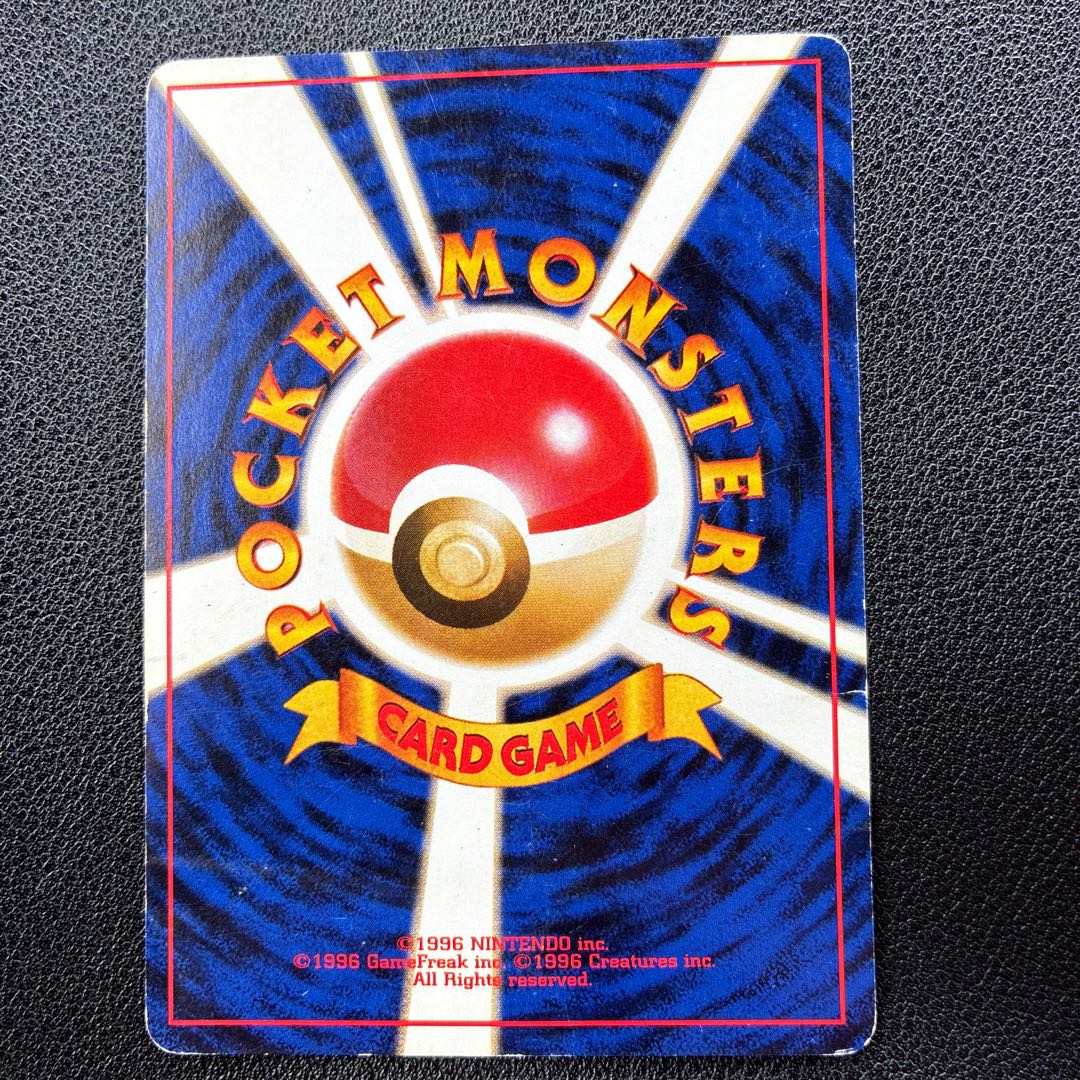 POCKET MONSTERS
CARD GAME
©1996 NINTENDO inc.
©1996 GameFreak inc. ©1996 Creatures inc.
All Rights reserved.